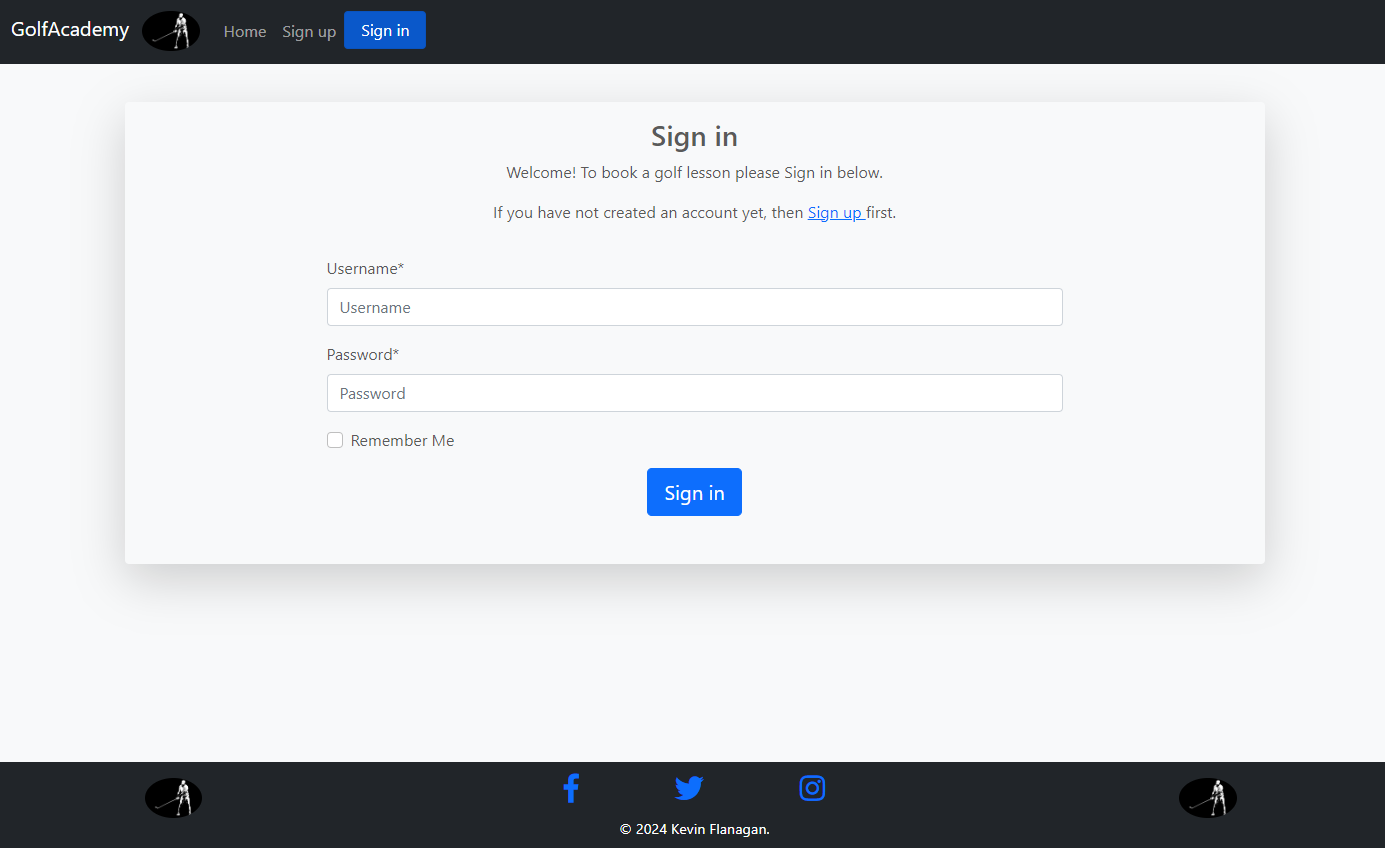 GolfAcademy Home Sign up Sign in
Sign in
Welcome! To book a golf lesson please Sign in below.
If you have not created an account yet, then Sign up first.
Username*
Username
Password*
Password
Remember Me
Sign in
© 2024 Kevin Flanagan.